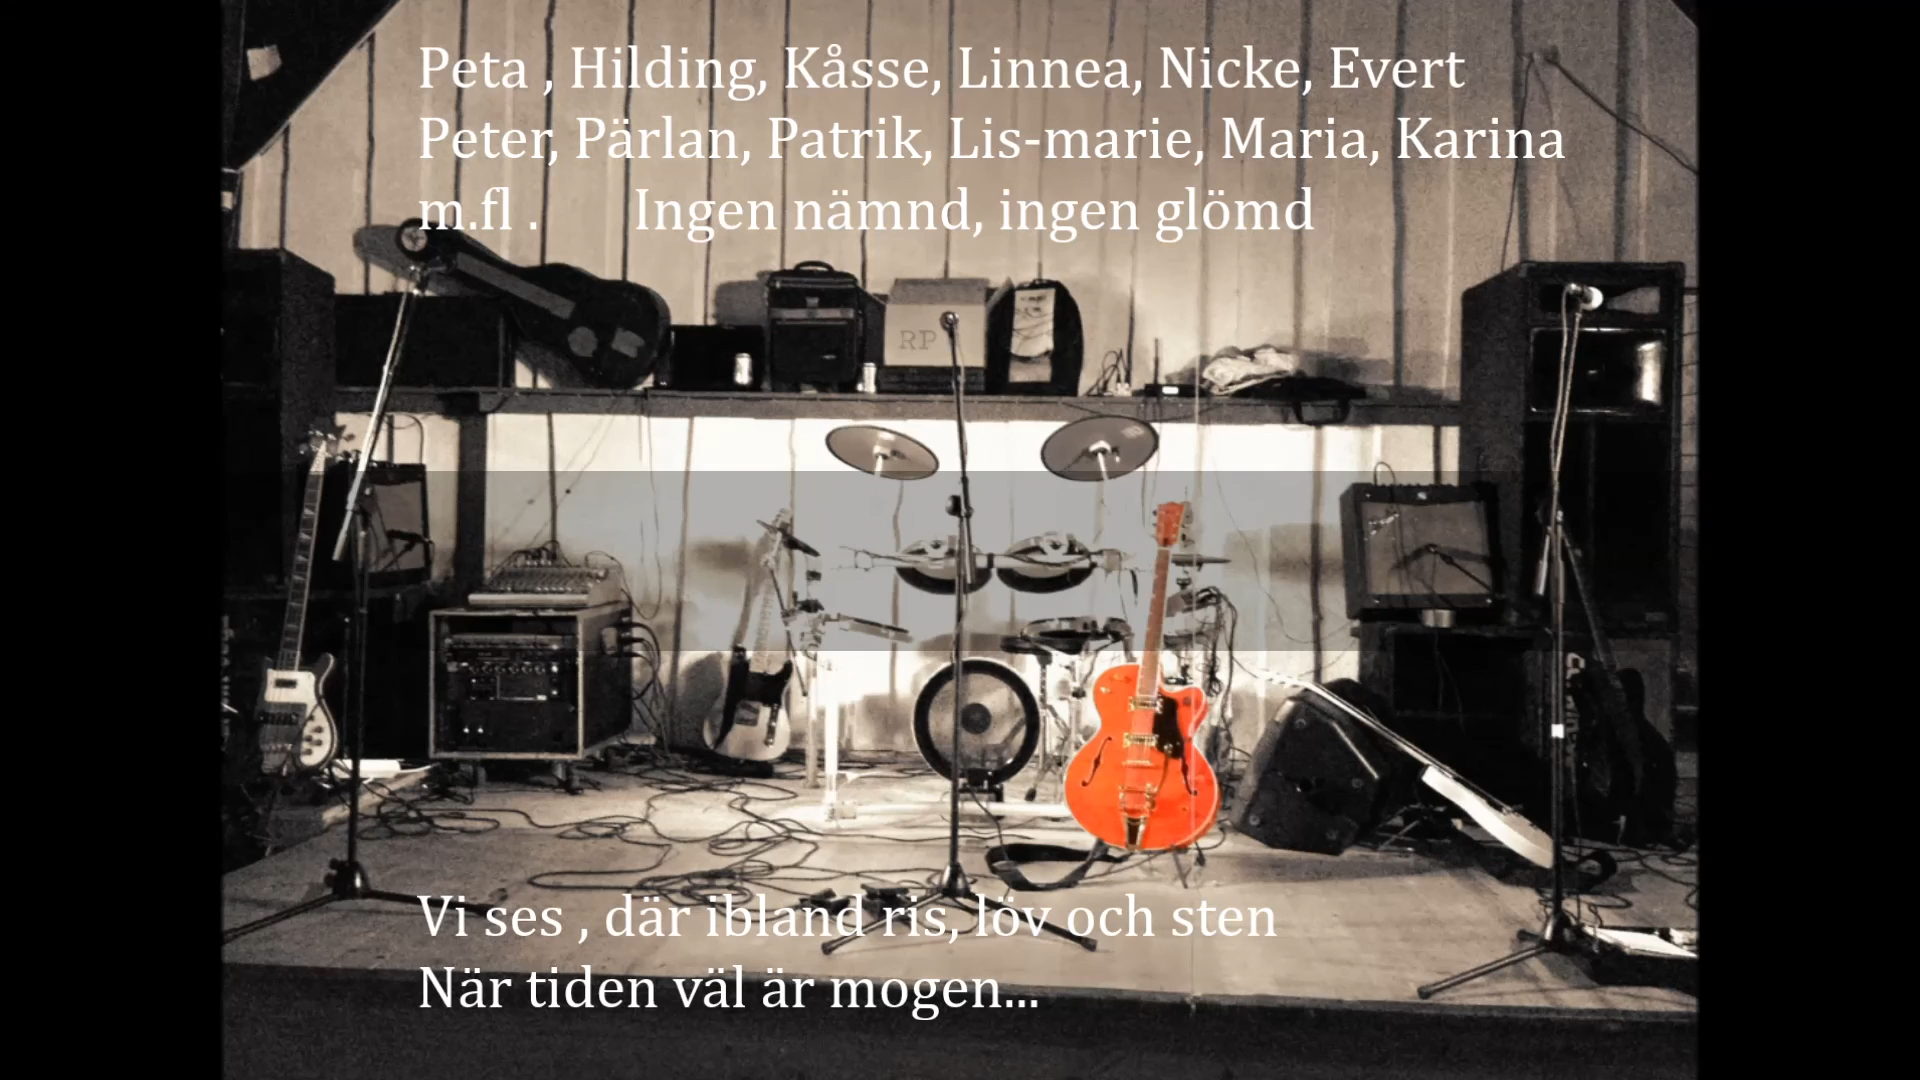 Peta , Hilding, Kåsse, Linnea, Nicke, Evert
Peter, Pärlan, Patrik, Lis-marie, Maria, Karina
m.fl .      Ingen nämnd, ingen glömd
RP
Vi ses , där ibland ris, löv och sten
När tiden väl är mogen...